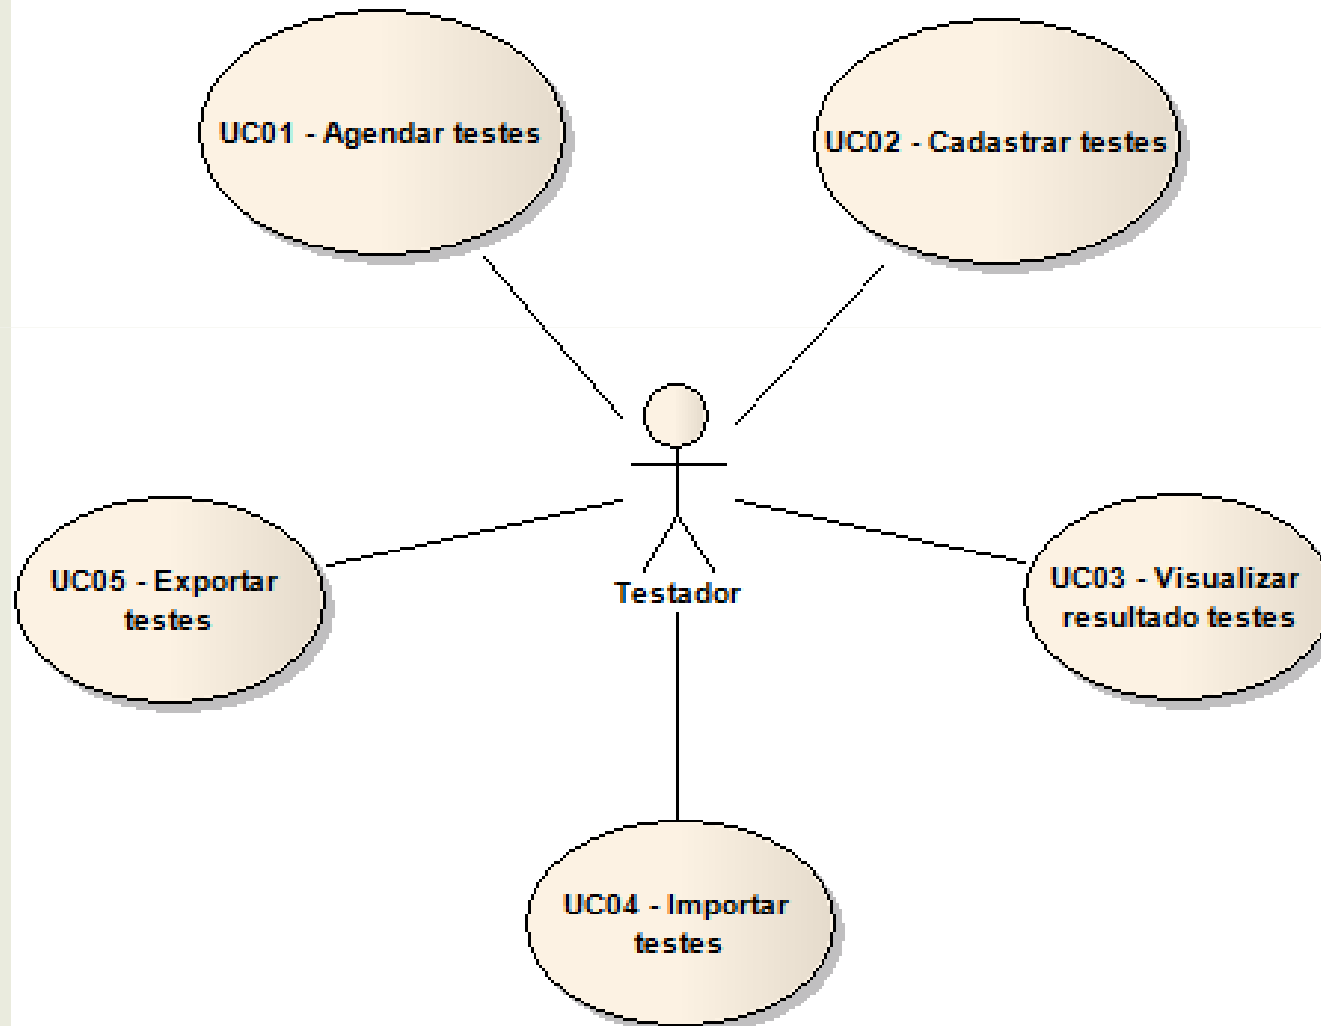 UC01 - Agendar testes
UC02 - Cadastrar testes
UC05 - Exportar
testes
Testador
UC03 - Visualizar
resultado testes
UC04 - Importar
testes